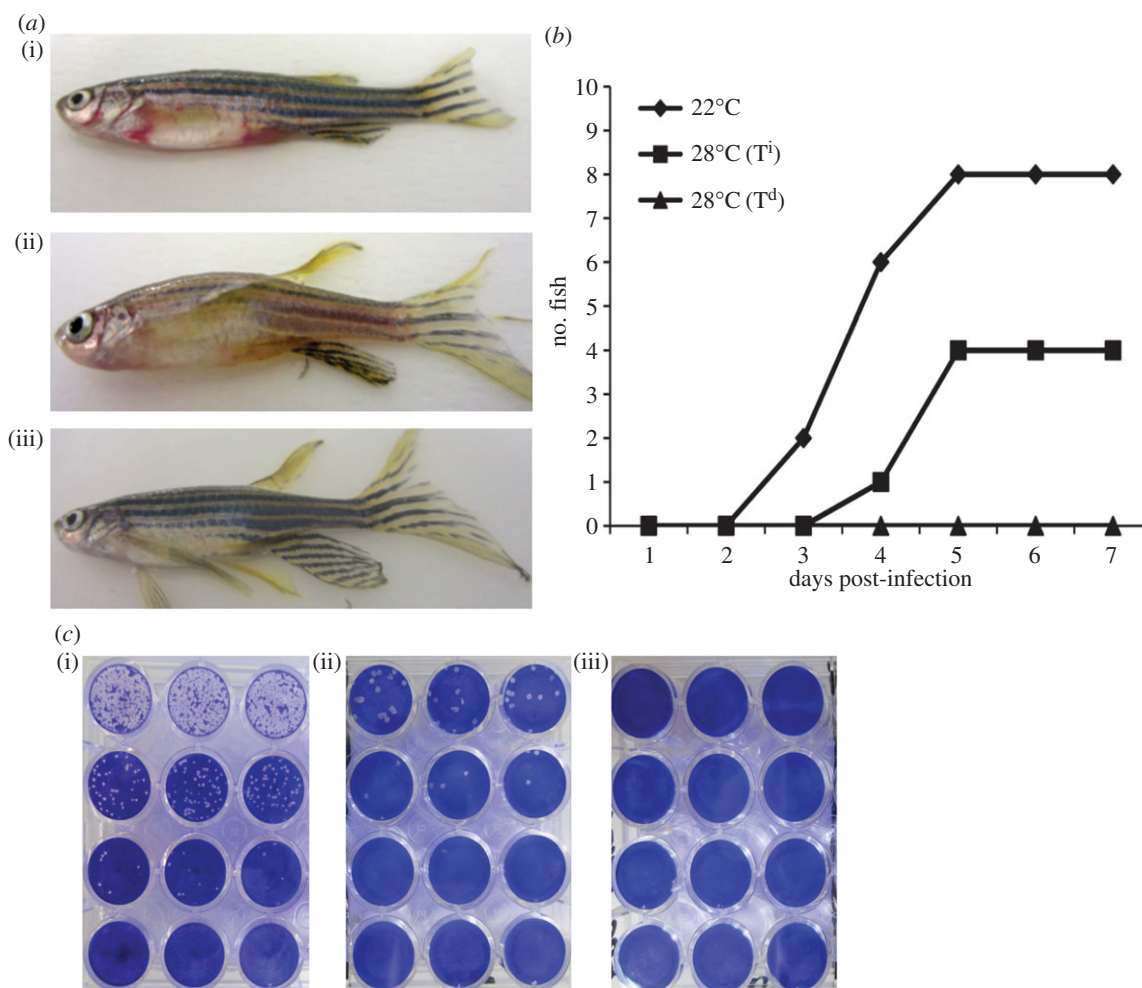 (a)
(i)
(ii)
(iii)
(b)
10
9
8
7
6
5
4
3
2
1
0
no. fish
22°C
28°C (Tⁱ)
28°C (Tᵈ)
1 2 3 4 5 6 7
days post-infection
(c)
(i) (ii) (iii)